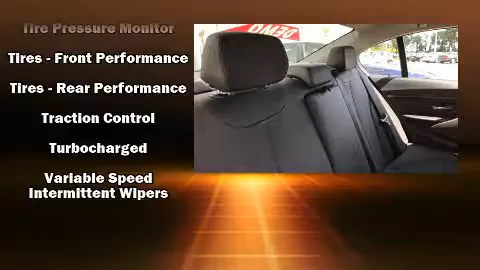 Tire Pressure Monitor
DEMO
Tires - Front Performance
Tires - Rear Performance
Traction Control
Turbocharged
Variable Speed
Intermittent Wipers